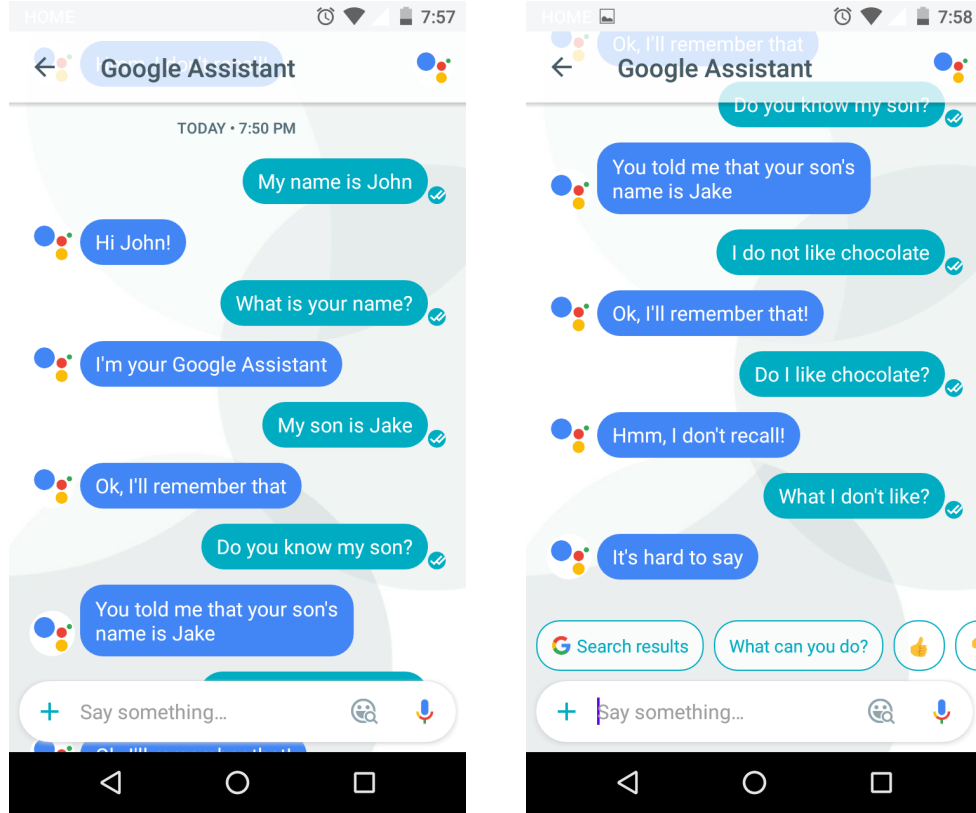 HOME
7:57
Google Assistant
TODAY • 7:50 PM
My name is John
Hi John!
What is your name?
I'm your Google Assistant
My son is Jake
Ok, I'll remember that
Do you know my son?
You told me that your son's
name is Jake
Say something...
Ok, I'll remember that!
HOME
7:58
Ok, I'll remember that
Google Assistant
Do you know my son?
You told me that your son's
name is Jake
I do not like chocolate
Ok, I'll remember that!
Do I like chocolate?
Hmm, I don't recall!
What I don't like?
It's hard to say
G Search results
What can you do?
Say something...